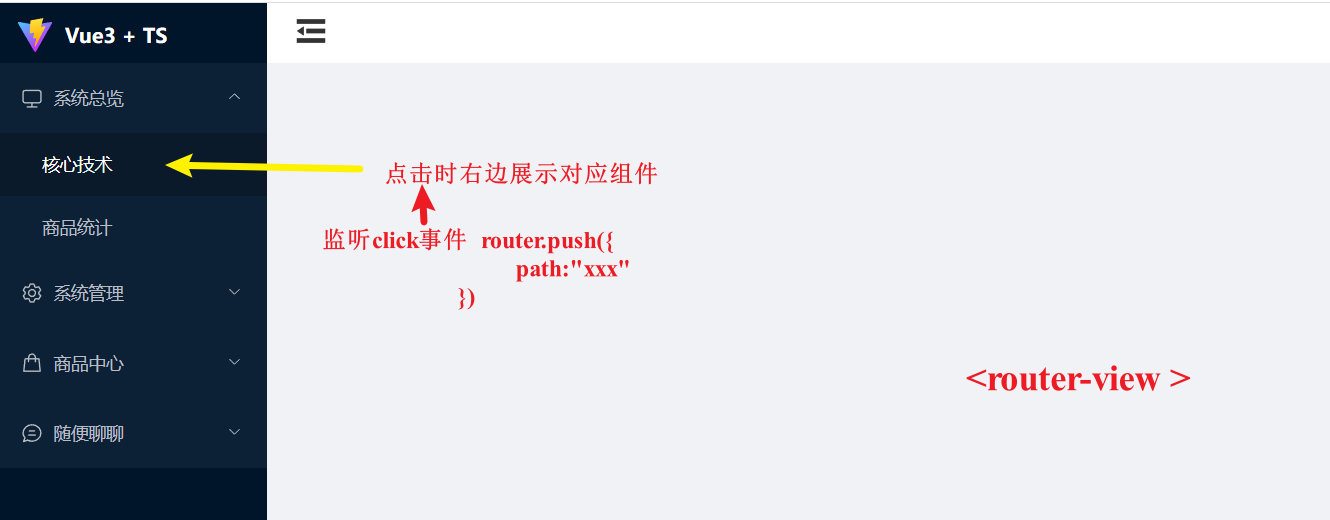 Vue3 + TS
系统总览
核心技术
点击时右边展示对应组件
商品统计
监听click事件 router.push({
path:"xxx"
})
系统管理
商品中心
<router-view >
随便聊聊